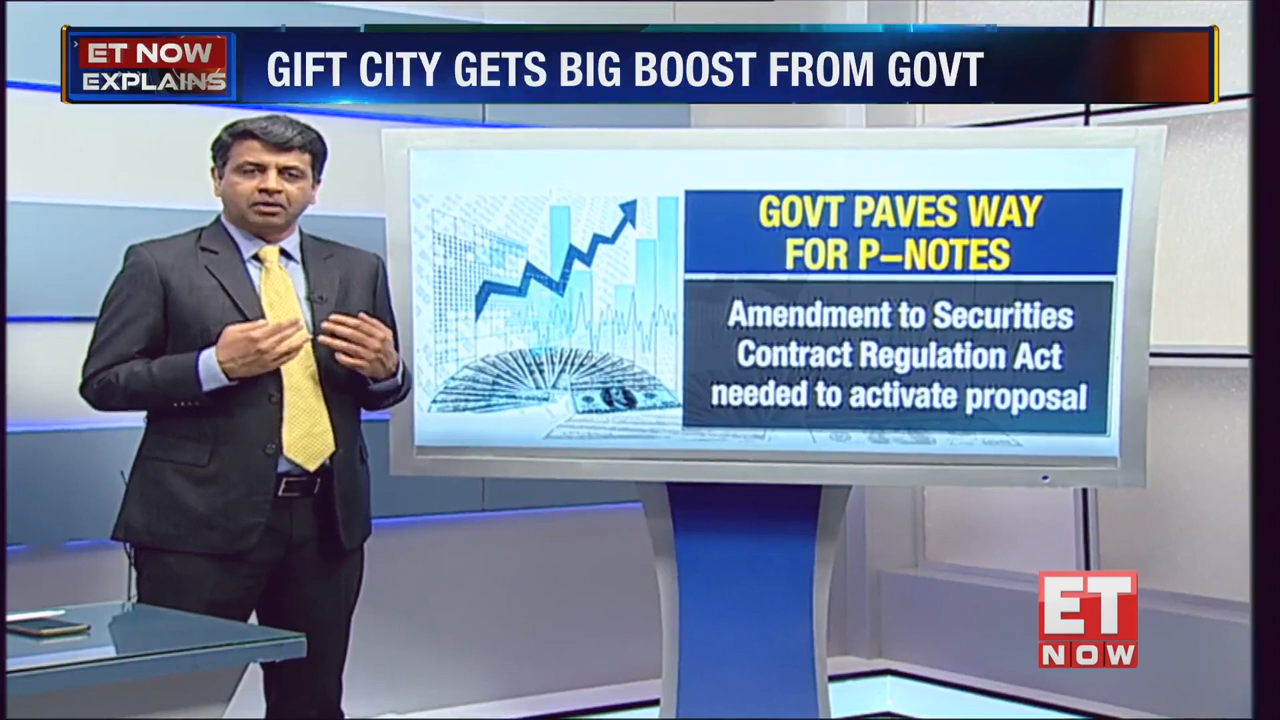 ET NOW
EXPLAINS
GIFT CITY GETS BIG BOOST FROM GOVT
GOVT PAVES WAY
FOR P–NOTES
Amendment to Securities
Contract Regulation Act
needed to activate proposal
ET
NOW